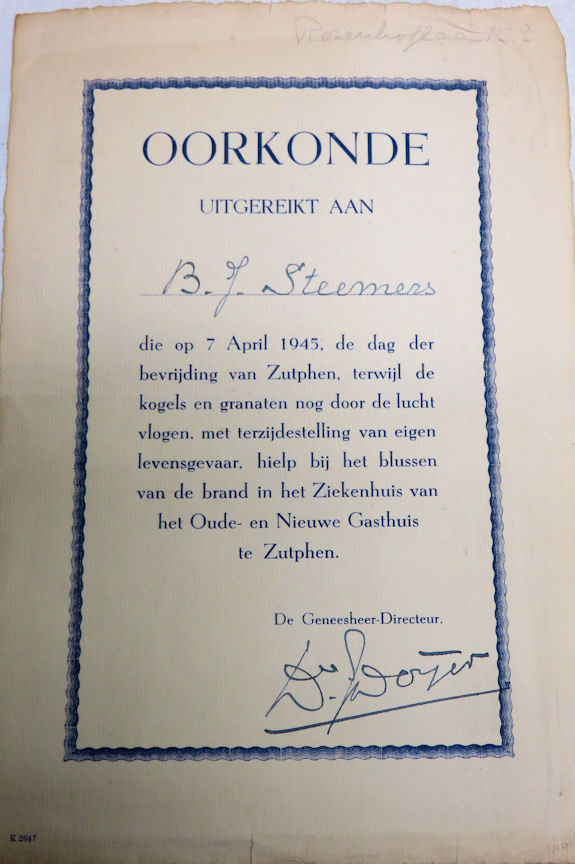 OORKONDE
UITGEREIKT AAN
B. J. Steemers
die op 7 April 1945, de dag der
bevrijding van Zutphen, terwijl de
kogels en granaten nog door de lucht
vlogen, met terzijdestelling van eigen
levensgevaar, hielp bij het blussen
van de brand in het Ziekenhuis van
het Oude- en Nieuwe Gasthuis
te Zutphen.
De Geneesheer-Directeur,
Dr. J. Doyer
K 2647